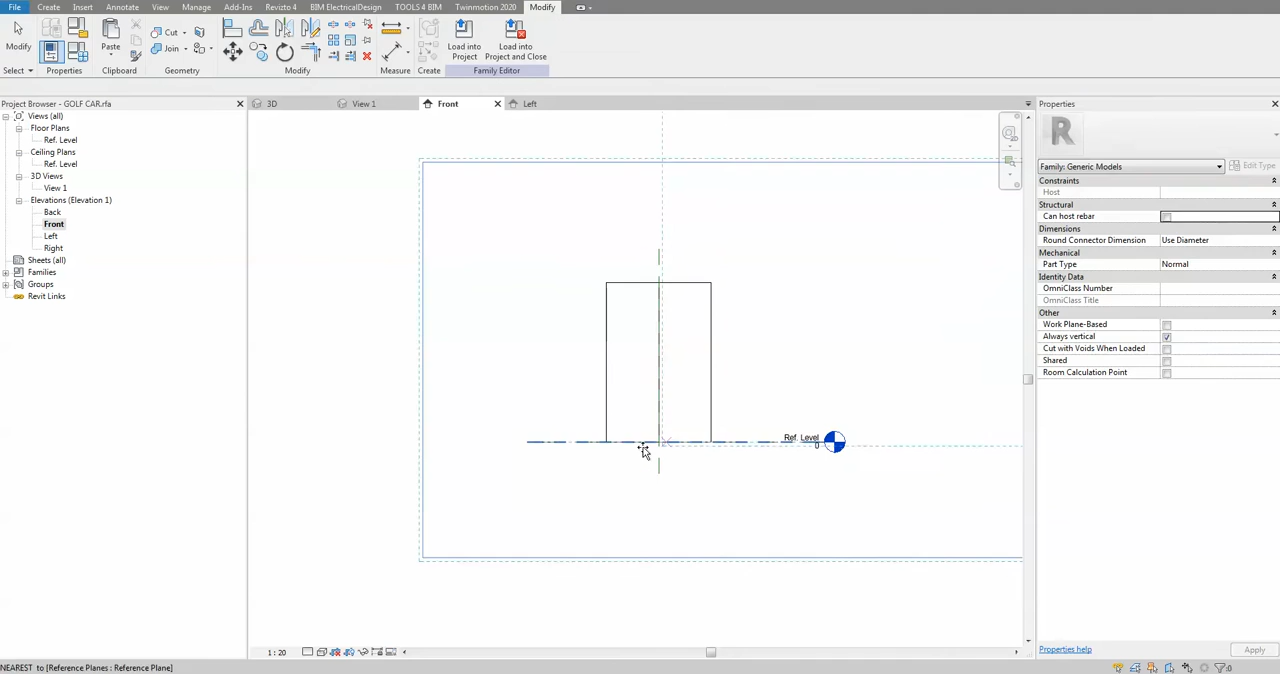 File Create Insert Annotate View Manage Add-Ins Revizto 4 BIM ElectricalDesign TOOLS 4 BIM Twinmotion 2020 Modify
Modify Paste Cut Join Load into Project Load into Project and Close
Select Properties Clipboard Geometry Modify Measure Create Family Editor
Project Browser - GOLF CAR.rfa
Views (all)
Floor Plans
Ref. Level
Ceiling Plans
Ref. Level
3D Views
View 1
Elevations (Elevation 1)
Back
Front
Left
Right
Sheets (all)
Families
Groups
Revit Links
3D View 1 Front Left
Ref. Level
0
1 : 20
Properties
R
Family: Generic Models Edit Type
Constraints
Host
Structural
Can host rebar
Dimensions
Round Connector Dimension Use Diameter
Mechanical
Part Type Normal
Identity Data
OmniClass Number
OmniClass Title
Other
Work Plane-Based
Always vertical
Cut with Voids When Loaded
Shared
Room Calculation Point
Properties help Apply
NEAREST to [Reference Planes : Reference Plane]
:0